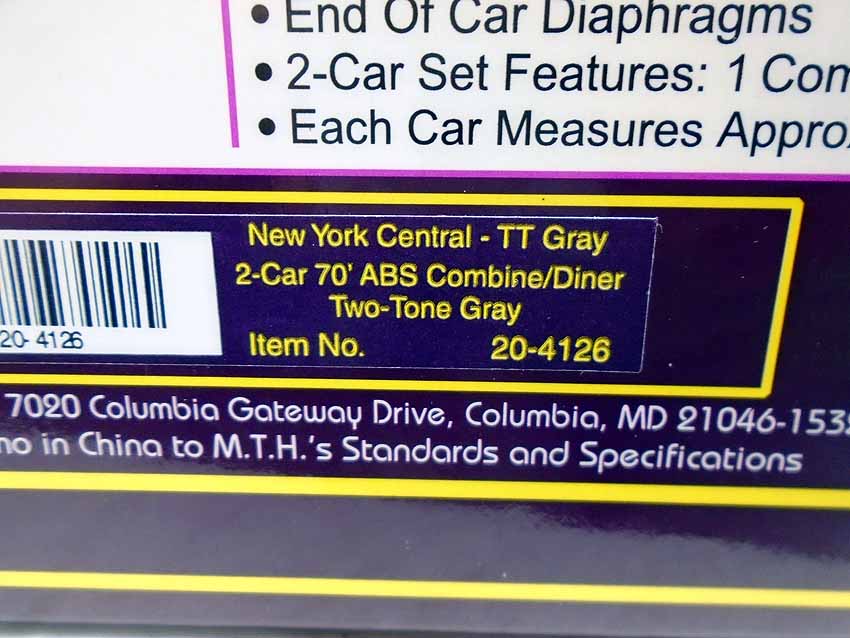 • End Of Car Diaphragms
• 2-Car Set Features: 1 Com
• Each Car Measures Approx
New York Central - TT Gray
2-Car 70' ABS Combine/Diner
Two-Tone Gray
Item No. 20-4126
20- 4126
7020 Columbia Gateway Drive, Columbia, MD 21046-153
no in China to M.T.H.'s Standards and Specifications